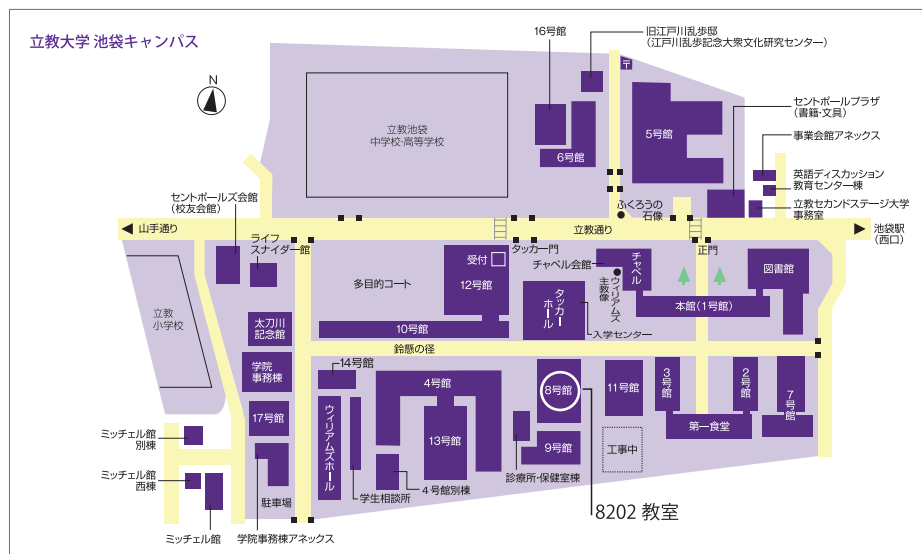 立教大学 池袋キャンパス
N
16号館
旧江戸川乱歩邸
(江戸川乱歩記念大衆文化研究センター)
〒
立教池袋
中学校・高等学校
5号館
6号館
セントポールプラザ
(書籍・文具)
事業会館アネックス
英語ディスカッション
教育センター棟
立教セカンドステージ大学
事務室
セントポールズ会館
(校友会館)
ふくろうの
石像
山手通り
立教通り
池袋駅
(西口)
ライフ
スナイダー館
タッカー門
正門
受付
チャペル会館
チャペル
図書館
12号館
多目的コート
ウィリアムズ
主教像
タッカー
ホール
本館(1号館)
立教
小学校
太刀川
記念館
10号館
入学センター
鈴懸の径
学院
事務棟
14号館
4号館
8号館
11号館
3号館
2号館
7号館
17号館
ウィリアムズホール
13号館
第一食堂
ミッチェル館
別棟
9号館
工事中
ミッチェル館
西棟
駐車場
学生相談所
4号館別棟
診療所・保健室棟
8202 教室
ミッチェル館
学院事務棟アネックス